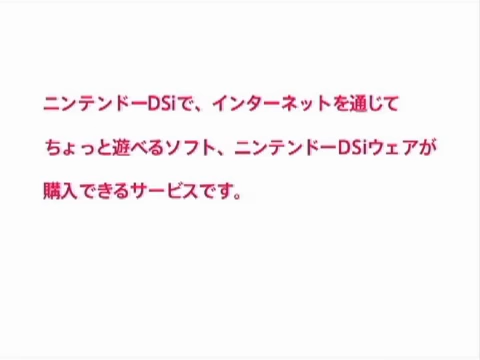 ニンテンドーDSiで、インターネットを通じて
ちょっと遊べるソフト、ニンテンドーDSiウェアが
購入できるサービスです。